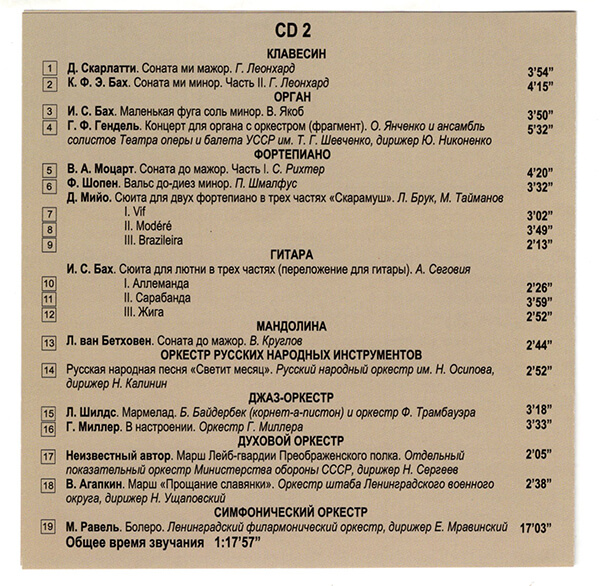 CD 2
КЛАВЕСИН
1 Д. Скарлатти. Соната ми мажор. Г. Леонхард 3’54”
2 К. Ф. Э. Бах. Соната ми минор. Часть II. Г. Леонхард 4’15”
ОРГАН
3 И. С. Бах. Маленькая фуга соль минор. В. Якоб 3’50”
4 Г. Ф. Гендель. Концерт для органа с оркестром (фрагмент). О. Янченко и ансамбль 5’32”
солистов Театра оперы и балета УССР им. Т. Г. Шевченко, дирижер Ю. Никоненко
ФОРТЕПИАНО
5 В. А. Моцарт. Соната до мажор. Часть I. С. Рихтер 4’20”
6 Ф. Шопен. Вальс до-диез минор. П. Шмалфус 3’32”
Д. Мийо. Сюита для двух фортепиано в трех частях «Скарамуш». Л. Брук, М. Тайманов
7 I. Vif 3’02”
8 II. Modéré 3’49”
9 III. Brazileira 2’13”
ГИТАРА
И. С. Бах. Сюита для лютни в трех частях (переложение для гитары). А. Сеговия
10 I. Аллеманда 2’26”
11 II. Сарабанда 3’59”
12 III. Жига 2’52”
МАНДОЛИНА
13 Л. ван Бетховен. Соната до мажор. В. Круглов 2’44”
ОРКЕСТР РУССКИХ НАРОДНЫХ ИНСТРУМЕНТОВ
14 Русская народная песня «Светит месяц». Русский народный оркестр им. Н. Осипова, 2’52”
дирижер Н. Калинин
ДЖАЗ-ОРКЕСТР
15 Л. Шилдс. Мармелад. Б. Байдербек (корнет-а-пистон) и оркестр Ф. Трамбауэра 3’18”
16 Г. Миллер. В настроении. Оркестр Г. Миллера 3’33”
ДУХОВОЙ ОРКЕСТР
17 Неизвестный автор. Марш Лейб-гвардии Преображенского полка. Отдельный 2’05”
показательный оркестр Министерства обороны СССР, дирижер Н. Сергеев
18 В. Агапкин. Марш «Прощание славянки». Оркестр штаба Ленинградского военного 2’38”
округа, дирижер Н. Ущаповский
СИМФОНИЧЕСКИЙ ОРКЕСТР
19 М. Равель. Болеро. Ленинградский филармонический оркестр, дирижер Е. Мравинский 17’03”
Общее время звучания 1:17’57”